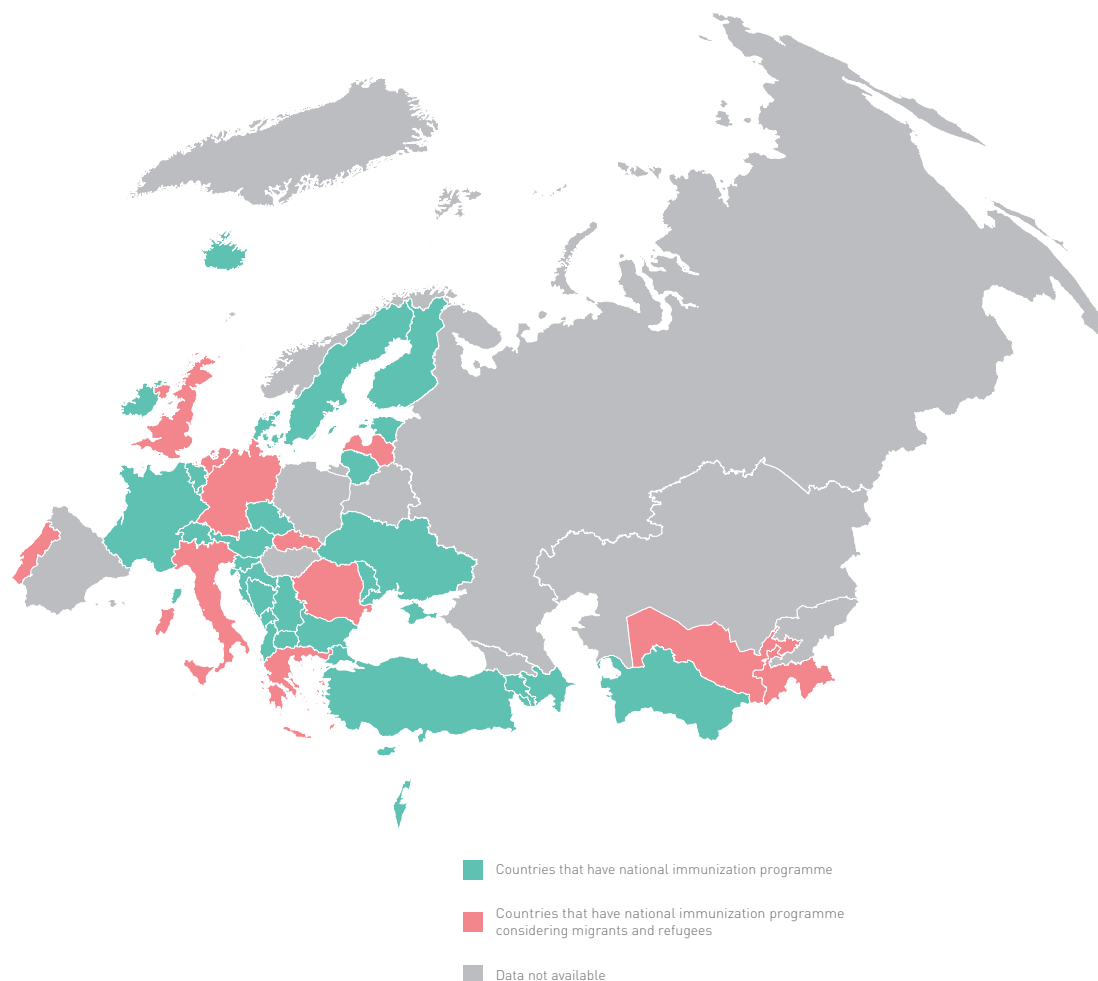 Countries that have national immunization programme
Countries that have national immunization programme
considering migrants and refugees
Data not available